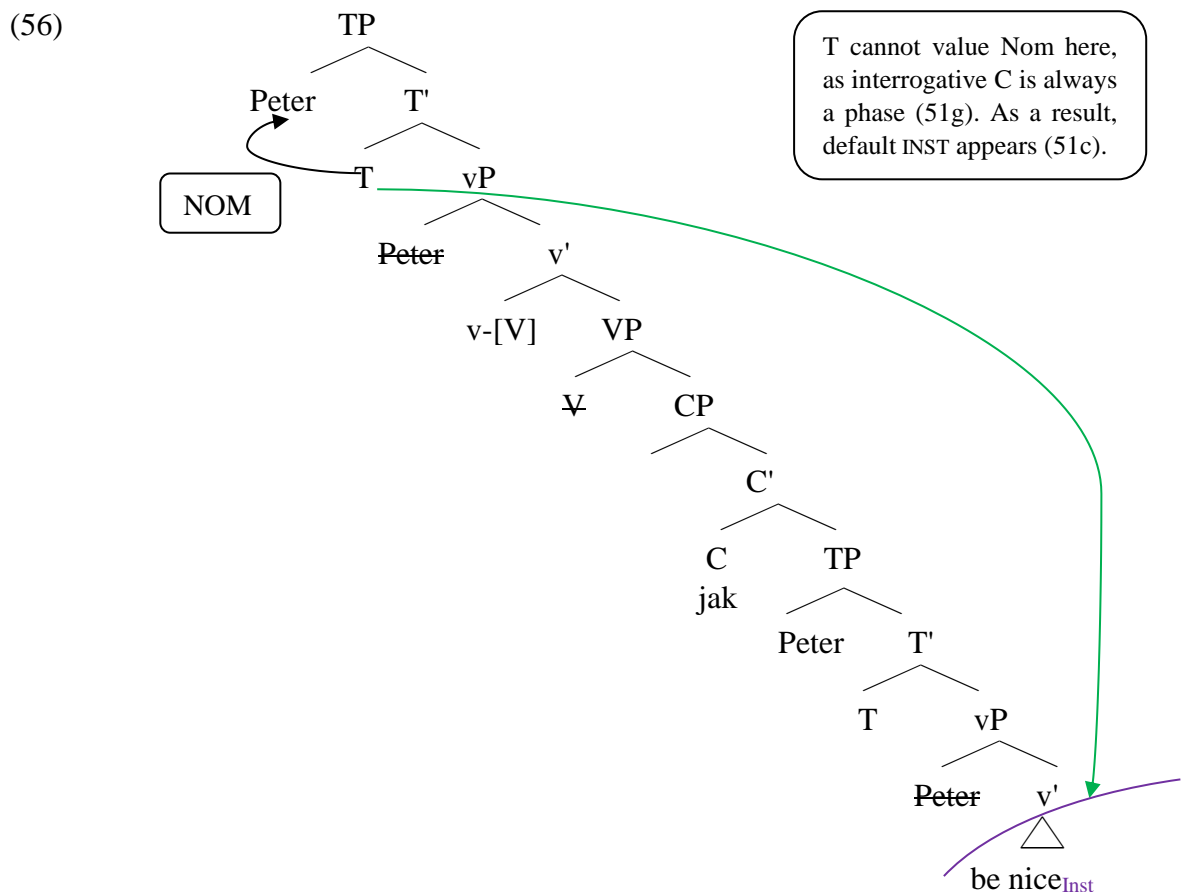 (56)
TP
T cannot value Nom here,
as interrogative C is always
a phase (51g). As a result,
default INST appears (51c).
Peter T'
T vP
NOM
Peter v'
v-[V] VP
V CP
C'
C TP
jak
Peter T'
T vP
Peter v'
be niceInst